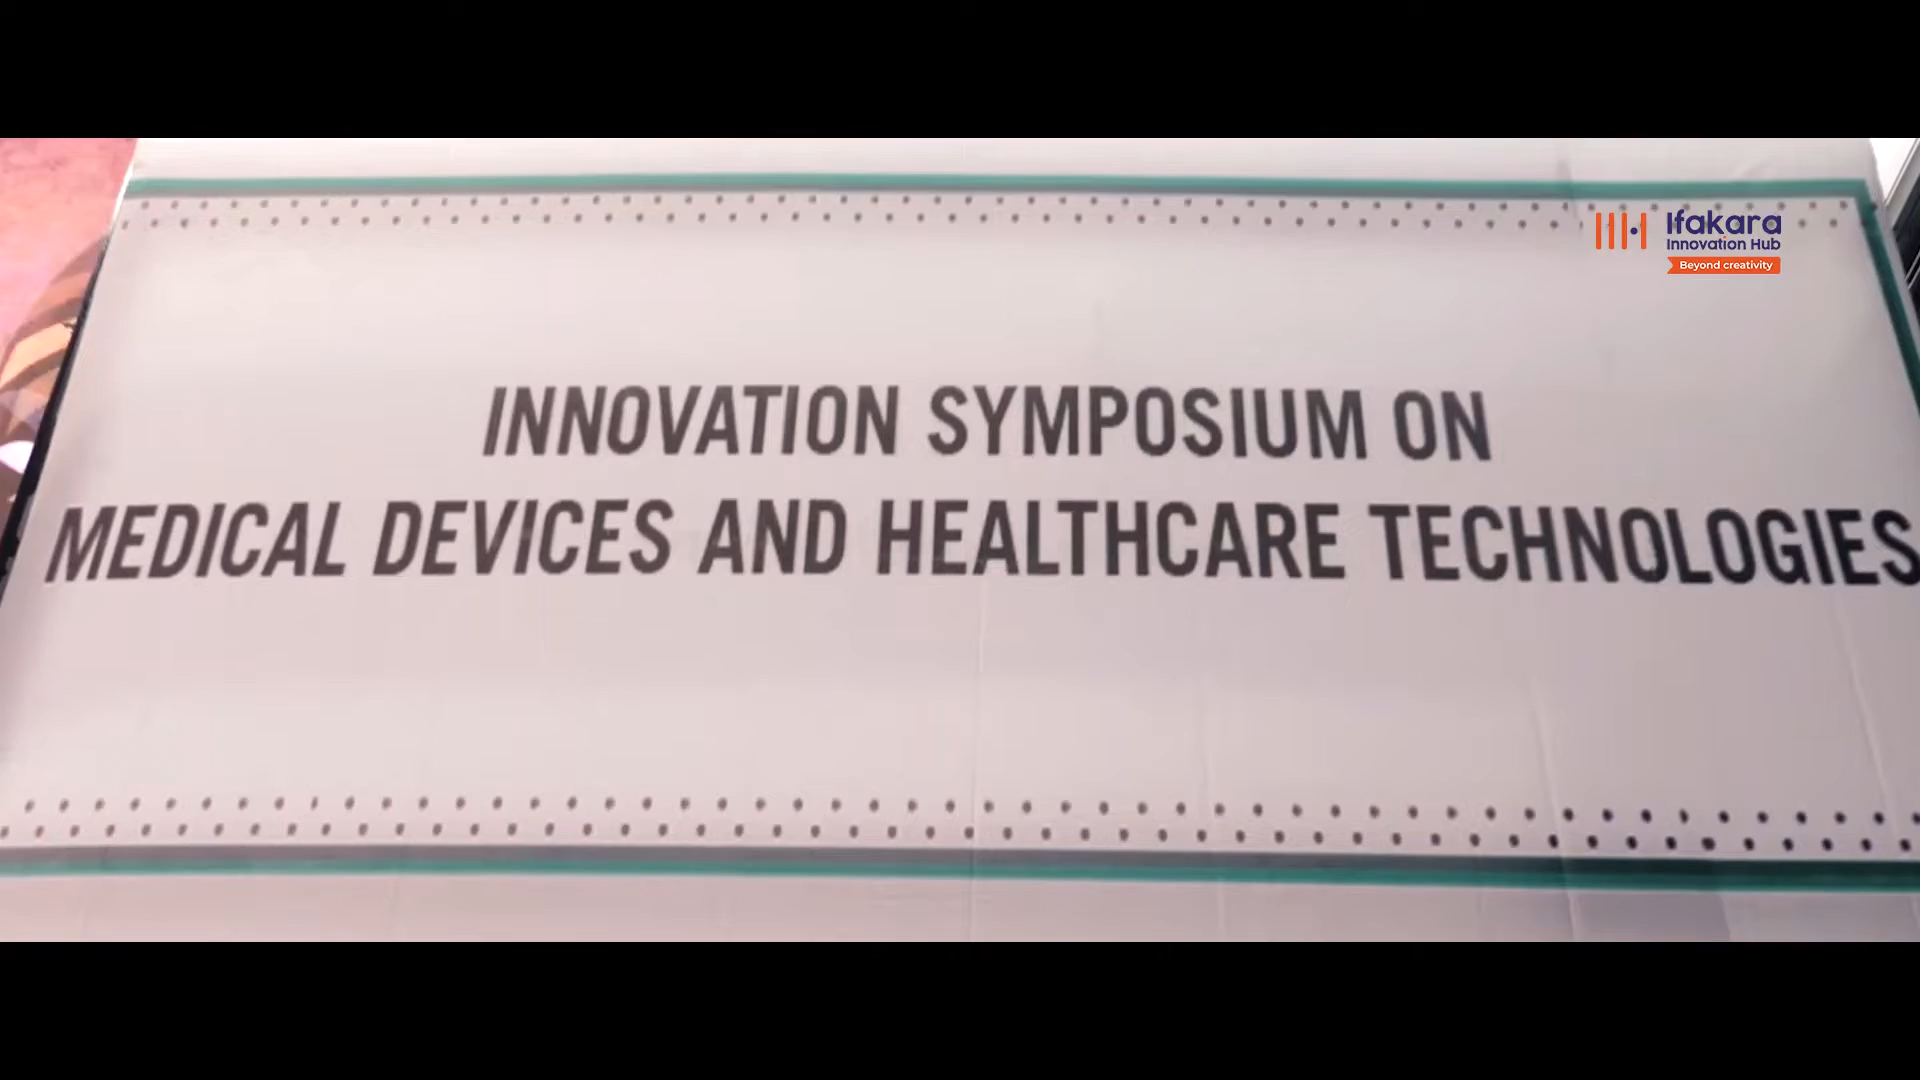 Ifakara
Innovation Hub
Beyond creativity
INNOVATION SYMPOSIUM ON
MEDICAL DEVICES AND HEALTHCARE TECHNOLOGIES